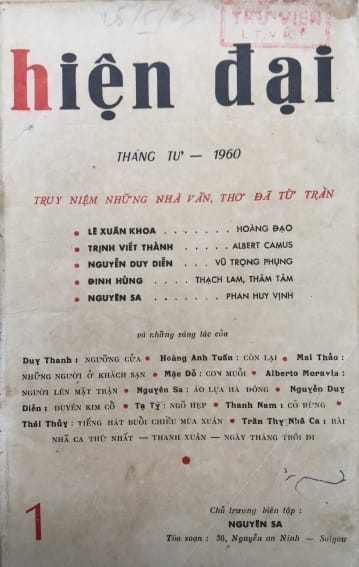 25/5/63
THƯ VIỆN
hiện đại
THÁNG TƯ — 1960
TRUY NIỆM NHỮNG NHÀ VĂN, THƠ ĐÃ TỪ TRẦN
• LÊ XUÂN KHOA . . . . . . . HOÀNG ĐẠO
• TRỊNH VIẾT THÀNH . . . . . ALBERT CAMUS
• NGUYỄN DUY DIỄN . . . VŨ TRỌNG PHỤNG
• ĐINH HÙNG . . . . THẠCH LAM, THÂM TÂM
• NGUYÊN SA . . . . PHAN HUY VỊNH
và những sáng tác của
Duy Thanh : NGƯỠNG CỬA • Hoàng Anh Tuấn : CÒN LẠI • Mai Thảo :
NHỮNG NGƯỜI Ở KHÁCH SẠN • Mặc Đỗ : CON MUỖI • Alberto Moravia :
NGƯỜI LÊN MẶT TRẬN • Nguyên Sa : ÁO LỤA HÀ ĐÔNG • Nguyễn Duy
Diễn : DUYÊN KIM CỔ • Tạ Tỵ : NGÕ HẸP • Thanh Nam : CỎ RỪNG •
Thái Thủy : TIẾNG HÁT BUỔI CHIỀU MÙA XUÂN • Trần Thy Nhã Ca : BÀI
NHÃ CA THỨ NHẤT — THANH XUÂN — NGÀY THÁNG TRÔI ĐI
1
Chủ trương biên tập :
NGUYÊN SA
Tòa soạn : 30, Nguyễn an Ninh — Saigon